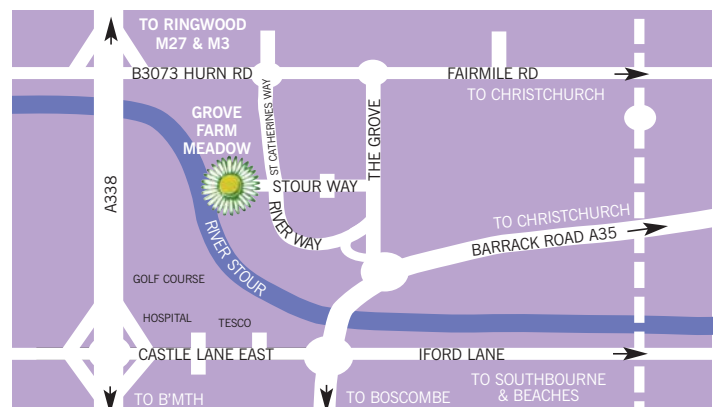 TO RINGWOOD
M27 & M3
B3073 HURN RD
FAIRMILE RD
TO CHRISTCHURCH
GROVE
FARM
MEADOW
ST CATHERINES WAY
THE GROVE
STOUR WAY
A338
RIVER WAY
RIVER STOUR
TO CHRISTCHURCH
BARRACK ROAD A35
GOLF COURSE
HOSPITAL
TESCO
CASTLE LANE EAST
IFORD LANE
TO B'MTH
TO BOSCOMBE
TO SOUTHBOURNE
& BEACHES